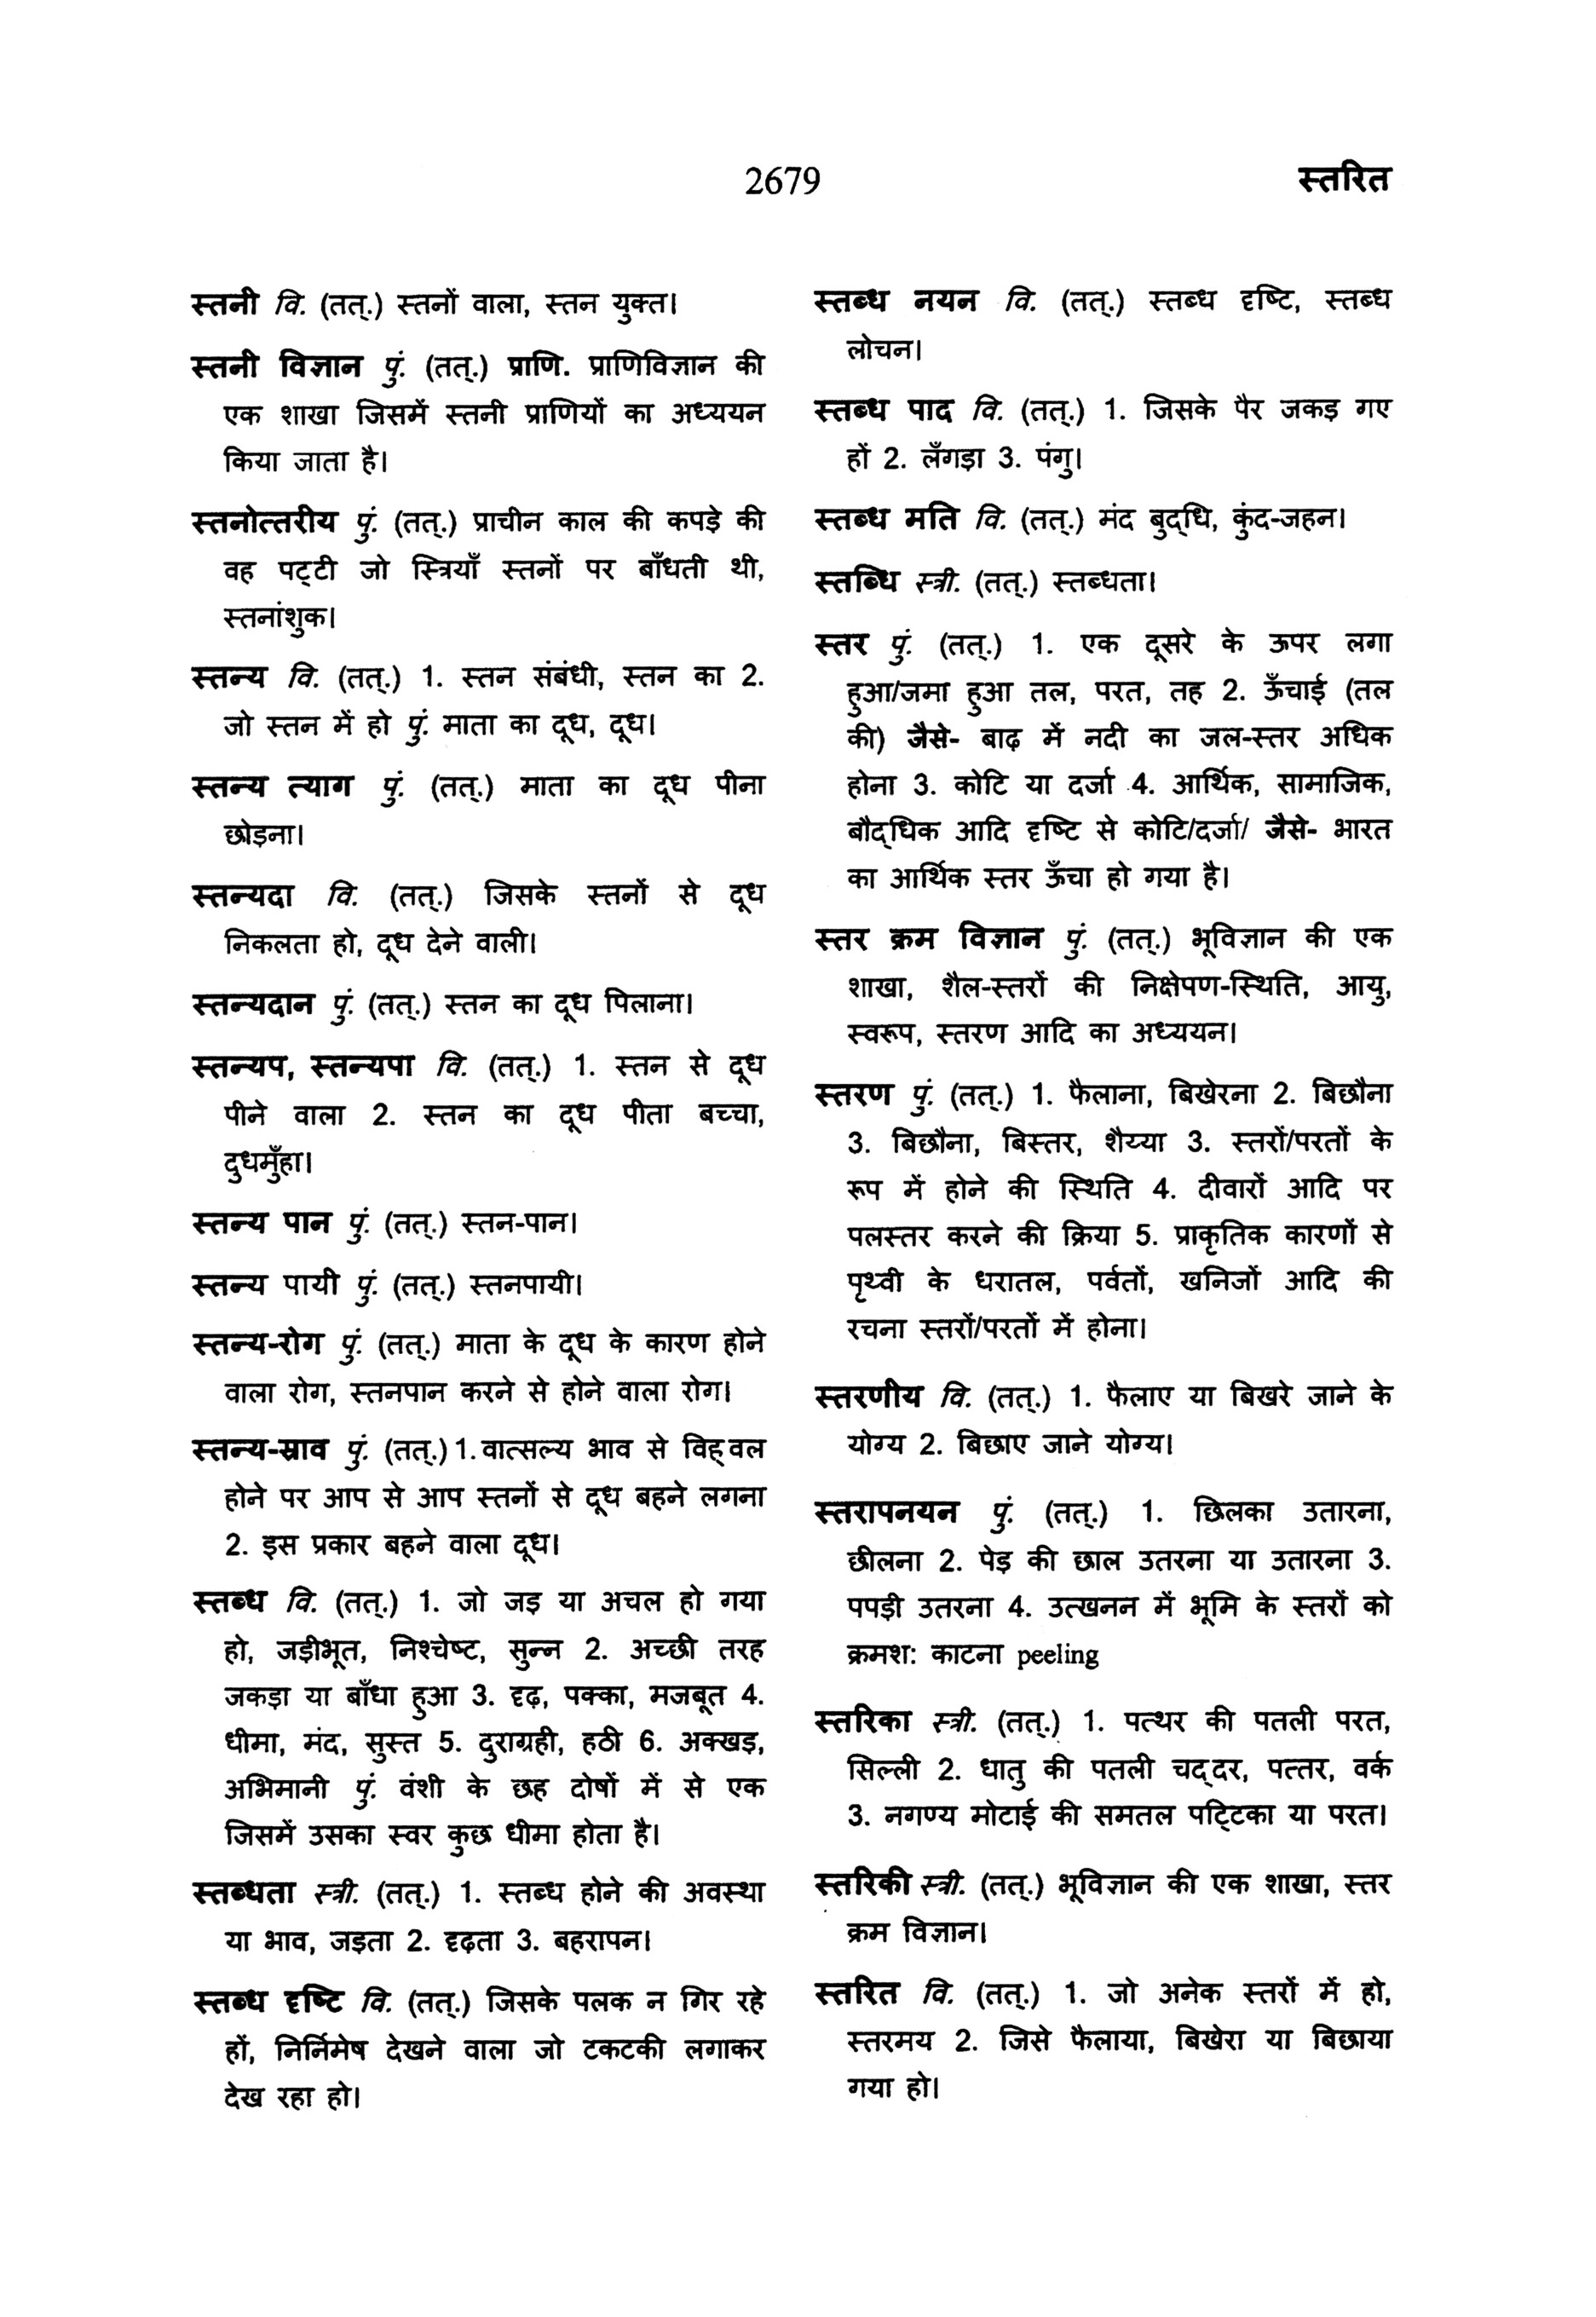 2679
स्तरित
स्तनी वि. (तत्.) स्तनों वाला, स्तन युक्त।
स्तनी विज्ञान पुं. (तत्.) प्राणि. प्राणिविज्ञान की
एक शाखा जिसमें स्तनी प्राणियों का अध्ययन
किया जाता है।
स्तनोत्तरीय पुं. (तत्.) प्राचीन काल की कपड़े की
वह पट्टी जो स्त्रियाँ स्तनों पर बाँधती थी,
स्तनांशुक।
स्तन्य वि. (तत्.) 1. स्तन संबंधी, स्तन का 2.
जो स्तन में हो पुं. माता का दूध, दूध।
स्तन्य त्याग पुं. (तत्.) माता का दूध पीना
छोड़ना।
स्तन्यदा वि. (तत्.) जिसके स्तनों से दूध
निकलता हो, दूध देने वाली।
स्तन्यदान पुं. (तत्.) स्तन का दूध पिलाना।
स्तन्यप, स्तन्यपा वि. (तत्.) 1. स्तन से दूध
पीने वाला 2. स्तन का दूध पीता बच्चा,
दुधमुँहा।
स्तन्य पान पुं. (तत्.) स्तन-पान।
स्तन्य पायी पुं. (तत्.) स्तनपायी।
स्तन्य-रोग पुं. (तत्.) माता के दूध के कारण होने
वाला रोग, स्तनपान करने से होने वाला रोग।
स्तन्य-स्राव पुं. (तत्.) 1. वात्सल्य भाव से विह्वल
होने पर आप से आप स्तनों से दूध बहने लगना
2. इस प्रकार बहने वाला दूध।
स्तब्ध वि. (तत्.) 1. जो जड़ या अचल हो गया
हो, जड़ीभूत, निश्चेष्ट, सुन्न 2. अच्छी तरह
जकड़ा या बाँधा हुआ 3. दृढ़, पक्का, मजबूत 4.
धीमा, मंद, सुस्त 5. दुराग्रही, हठी 6. अक्खड़,
अभिमानी पुं. वंशी के छह दोषों में से एक
जिसमें उसका स्वर कुछ धीमा होता है।
स्तब्धता स्त्री. (तत्.) 1. स्तब्ध होने की अवस्था
या भाव, जड़ता 2. दृढ़ता 3. बहरापन।
स्तब्ध दृष्टि वि. (तत्.) जिसके पलक न गिर रहे
हों, निर्निमेष देखने वाला जो टकटकी लगाकर
देख रहा हो।
स्तब्ध नयन वि. (तत्.) स्तब्ध दृष्टि, स्तब्ध
लोचन।
स्तब्ध पाद वि. (तत्.) 1. जिसके पैर जकड़ गए
हों 2. लँगड़ा 3. पंगु।
स्तब्ध मति वि. (तत्.) मंद बुद्धि, कुंद-जहन।
स्तब्धि स्त्री. (तत्.) स्तब्धता।
स्तर पुं. (तत्.) 1. एक दूसरे के ऊपर लगा
हुआ/जमा हुआ तल, परत, तह 2. ऊँचाई (तल
की) जैसे- बाढ़ में नदी का जल-स्तर अधिक
होना 3. कोटि या दर्जा 4. आर्थिक, सामाजिक,
बौद्धिक आदि दृष्टि से कोटि/दर्जा/ जैसे- भारत
का आर्थिक स्तर ऊँचा हो गया है।
स्तर क्रम विज्ञान पुं. (तत्.) भूविज्ञान की एक
शाखा, शैल-स्तरों की निक्षेपण-स्थिति, आयु,
स्वरूप, स्तरण आदि का अध्ययन।
स्तरण पुं. (तत्.) 1. फैलाना, बिखेरना 2. बिछौना
3. बिछौना, बिस्तर, शैय्या 3. स्तरों/परतों के
रूप में होने की स्थिति 4. दीवारों आदि पर
पलस्तर करने की क्रिया 5. प्राकृतिक कारणों से
पृथ्वी के धरातल, पर्वतों, खनिजों आदि की
रचना स्तरों/परतों में होना।
स्तरणीय वि. (तत्.) 1. फैलाए या बिखरे जाने के
योग्य 2. बिछाए जाने योग्य।
स्तरापनयन पुं. (तत्.) 1. छिलका उतारना,
छीलना 2. पेड़ की छाल उतरना या उतारना 3.
पपड़ी उतरना 4. उत्खनन में भूमि के स्तरों को
क्रमश: काटना peeling
स्तरिका स्त्री. (तत्.) 1. पत्थर की पतली परत,
सिल्ली 2. धातु की पतली चद्दर, पत्तर, वर्क
3. नगण्य मोटाई की समतल पट्टिका या परत।
स्तरिकी स्त्री. (तत्.) भूविज्ञान की एक शाखा, स्तर
क्रम विज्ञान।
स्तरित वि. (तत्.) 1. जो अनेक स्तरों में हो,
स्तरमय 2. जिसे फैलाया, बिखेरा या बिछाया
गया हो।